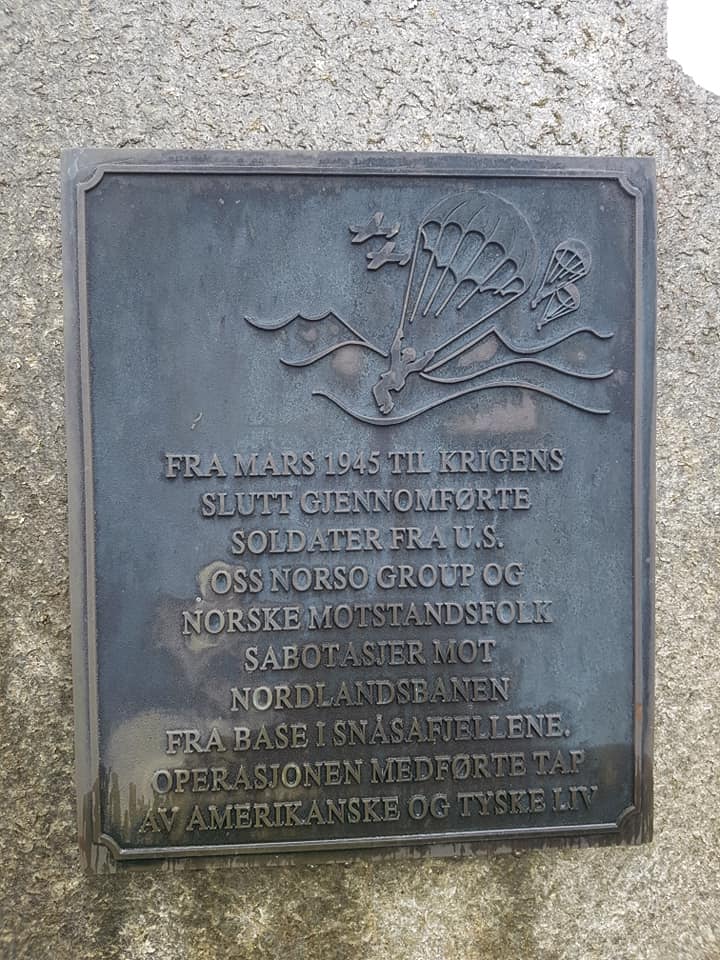 FRA MARS 1945 TIL KRIGENS
SLUTT GJENNOMFØRTE
SOLDATER FRA U.S.
OSS NORSO GROUP OG
NORSKE MOTSTANDSFOLK
SABOTASJER MOT
NORDLANDSBANEN
FRA BASE I SNÅSAFJELLENE.
OPERASJONEN MEDFØRTE TAP
AV AMERIKANSKE OG TYSKE LIV